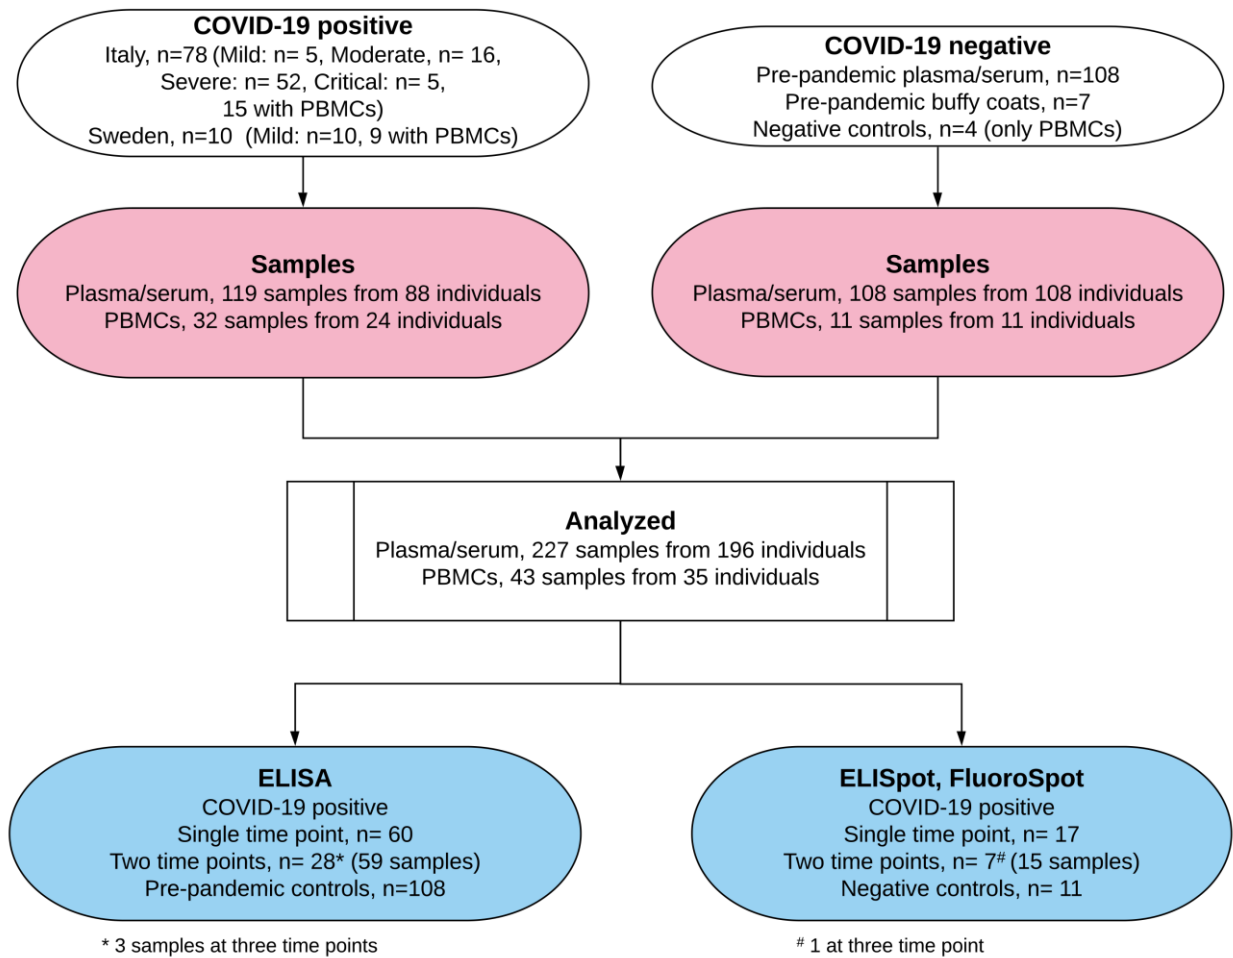 COVID-19 positive
Italy, n=78 (Mild: n= 5, Moderate, n= 16,
Severe: n= 52, Critical: n= 5,
15 with PBMCs)
Sweden, n=10 (Mild: n=10, 9 with PBMCs)
COVID-19 negative
Pre-pandemic plasma/serum, n=108
Pre-pandemic buffy coats, n=7
Negative controls, n=4 (only PBMCs)
Samples
Plasma/serum, 119 samples from 88 individuals
PBMCs, 32 samples from 24 individuals
Samples
Plasma/serum, 108 samples from 108 individuals
PBMCs, 11 samples from 11 individuals
Analyzed
Plasma/serum, 227 samples from 196 individuals
PBMCs, 43 samples from 35 individuals
ELISA
COVID-19 positive
Single time point, n= 60
Two time points, n= 28* (59 samples)
Pre-pandemic controls, n=108
* 3 samples at three time points
ELISpot, FluoroSpot
COVID-19 positive
Single time point, n= 17
Two time points, n= 7# (15 samples)
Negative controls, n= 11
# 1 at three time point